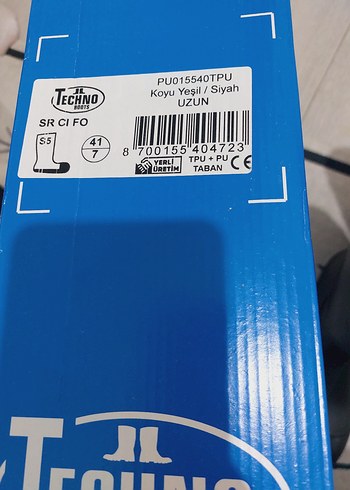 TECHNO
BOOTS
SR CI FO
S5
41
7
PU015540TPU
Koyu Yeşil / Siyah
UZUN
8 700155 404723
YERLİ
ÜRETİM
TPU + PU
TABAN
CE
TECHNO